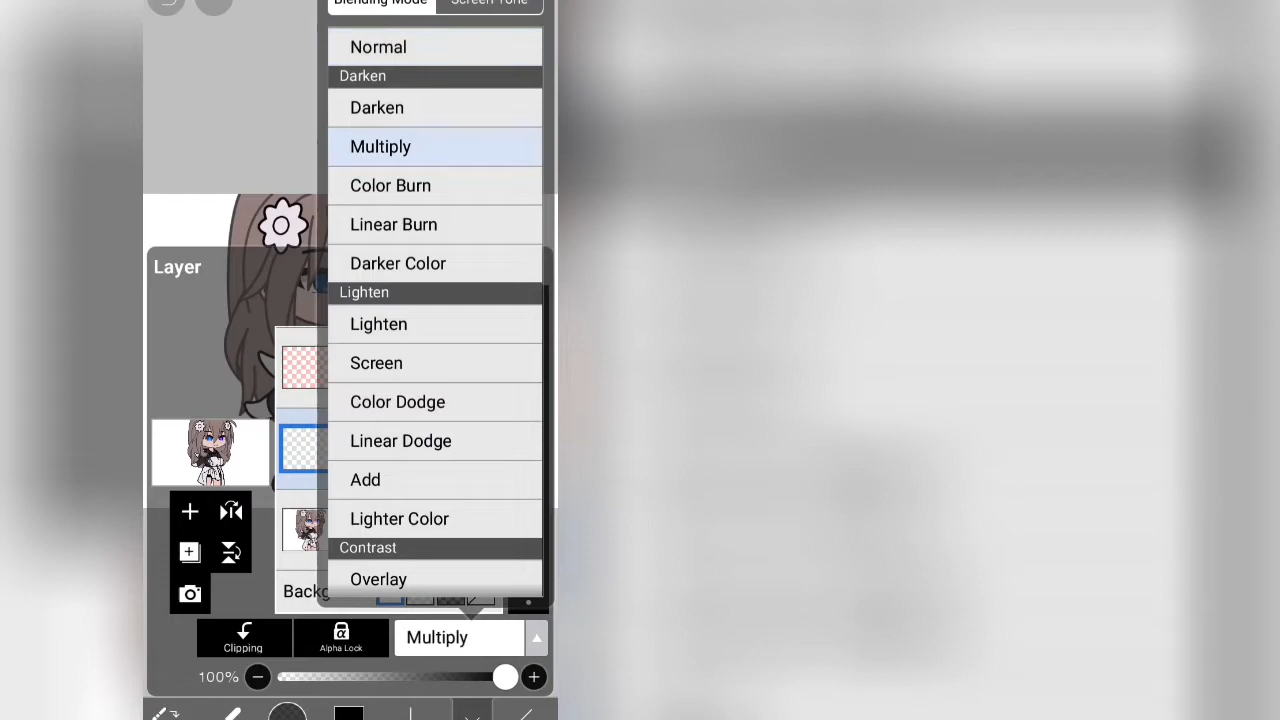 Blending Mode Screen Tone
Normal
Darken
Darken
Multiply
Color Burn
Linear Burn
Darker Color
Layer
Lighten
Lighten
Screen
Color Dodge
Linear Dodge
Add
Lighter Color
Contrast
Overlay
Backg
Clipping
α
Alpha Lock
Multiply
100%